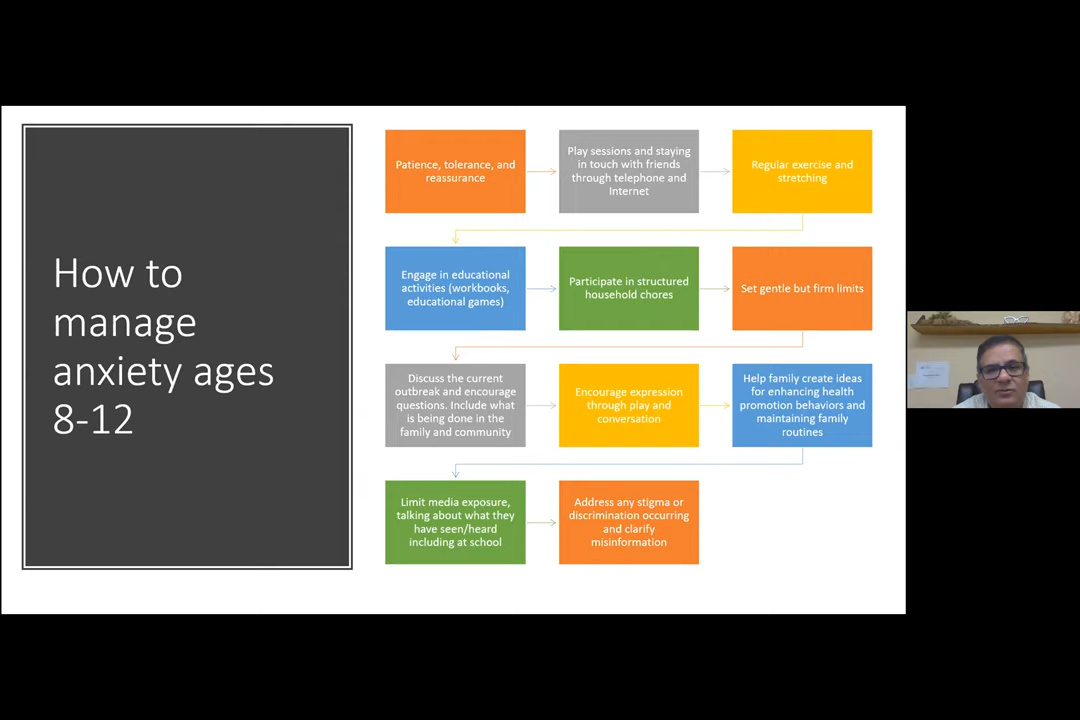 How to
manage
anxiety ages
8-12
Patience, tolerance, and
reassurance
Play sessions and staying
in touch with friends
through telephone and
Internet
Regular exercise and
stretching
Engage in educational
activities (workbooks,
educational games)
Participate in structured
household chores
Set gentle but firm limits
Discuss the current
outbreak and encourage
questions. Include what
is being done in the
family and community
Encourage expression
through play and
conversation
Help family create ideas
for enhancing health
promotion behaviors and
maintaining family
routines
Limit media exposure,
talking about what they
have seen/heard
including at school
Address any stigma or
discrimination occurring
and clarify
misinformation